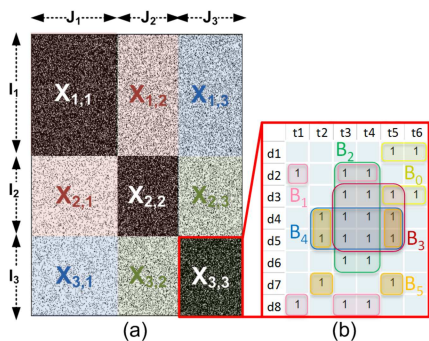 J₁ J₂ J₃
I₁ X₁,₁ X₁,₂ X₁,₃
I₂ X₂,₁ X₂,₂ X₂,₃
I₃ X₃,₁ X₃,₂ X₃,₃
(a)
t1 t2 t3 t4 t5 t6
d1 B₂ 1 1
d2 1 1 1 B₀
d3 B₁ 1 1 1 1
d4 B₄ 1 1 1 1
d5 1 1 1 1 B₃
d6 1 1
d7 1 1 B₅
d8 1 1 1
(b)